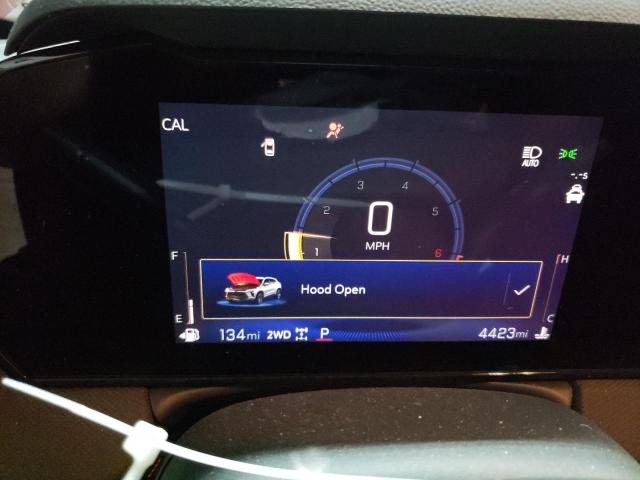 CAL
AUTO
-.-s
3 4
2 5
0
MPH
1 6
F H
Hood Open
E C
134mi 2WD P 4423mi